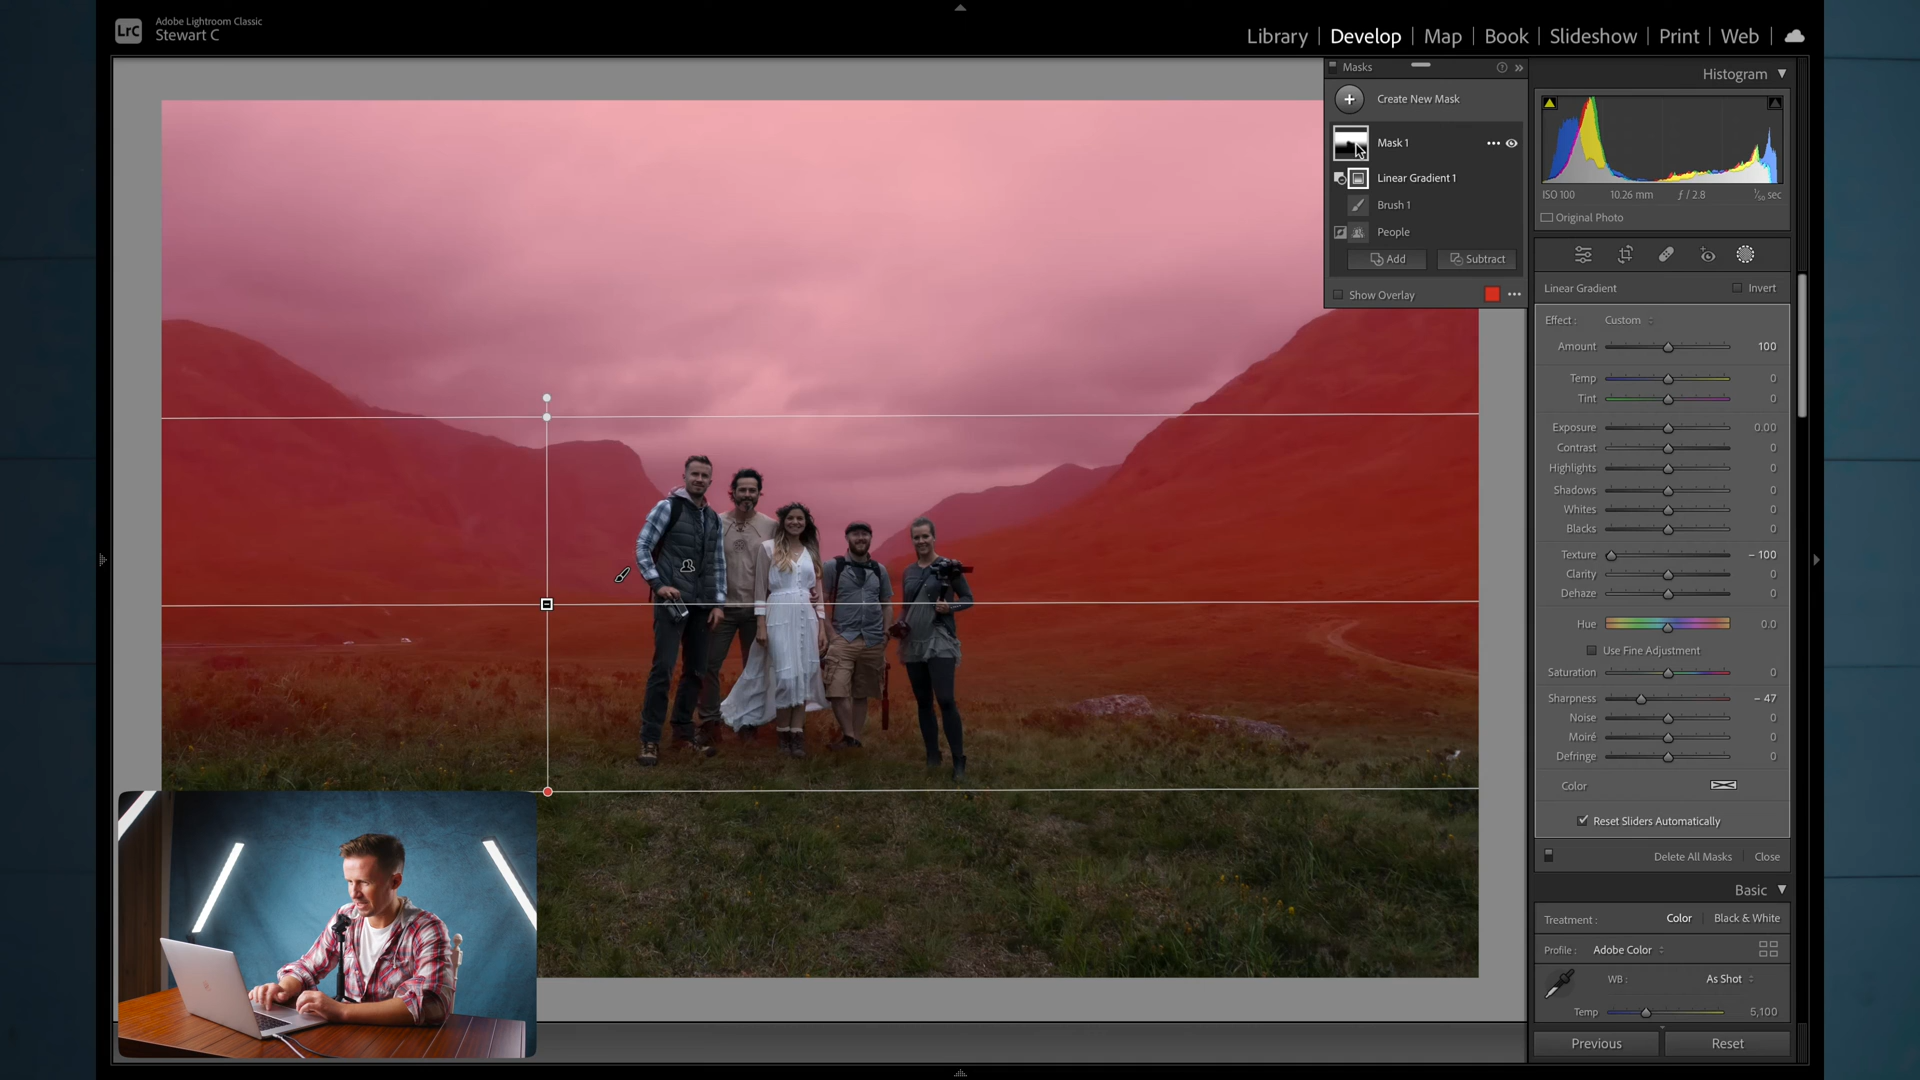 LrC
Adobe Lightroom Classic
Stewart C
Library | Develop | Map | Book | Slideshow | Print | Web
Masks
Create New Mask
Mask 1
Linear Gradient 1
Brush 1
People
Add
Subtract
Show Overlay
Histogram
ISO 100
10.26 mm
ƒ / 2.8
1/50 sec
Original Photo
Linear Gradient
Invert
Effect :
Custom
Amount
100
Temp
0
Tint
0
Exposure
0.00
Contrast
0
Highlights
0
Shadows
0
Whites
0
Blacks
0
Texture
– 100
Clarity
0
Dehaze
0
Hue
0.0
Use Fine Adjustment
Saturation
0
Sharpness
– 47
Noise
0
Moiré
0
Defringe
0
Color
Reset Sliders Automatically
Delete All Masks
Close
Basic
Treatment :
Color
Black & White
Profile :
Adobe Color
WB :
As Shot
Temp
5,100
Previous
Reset